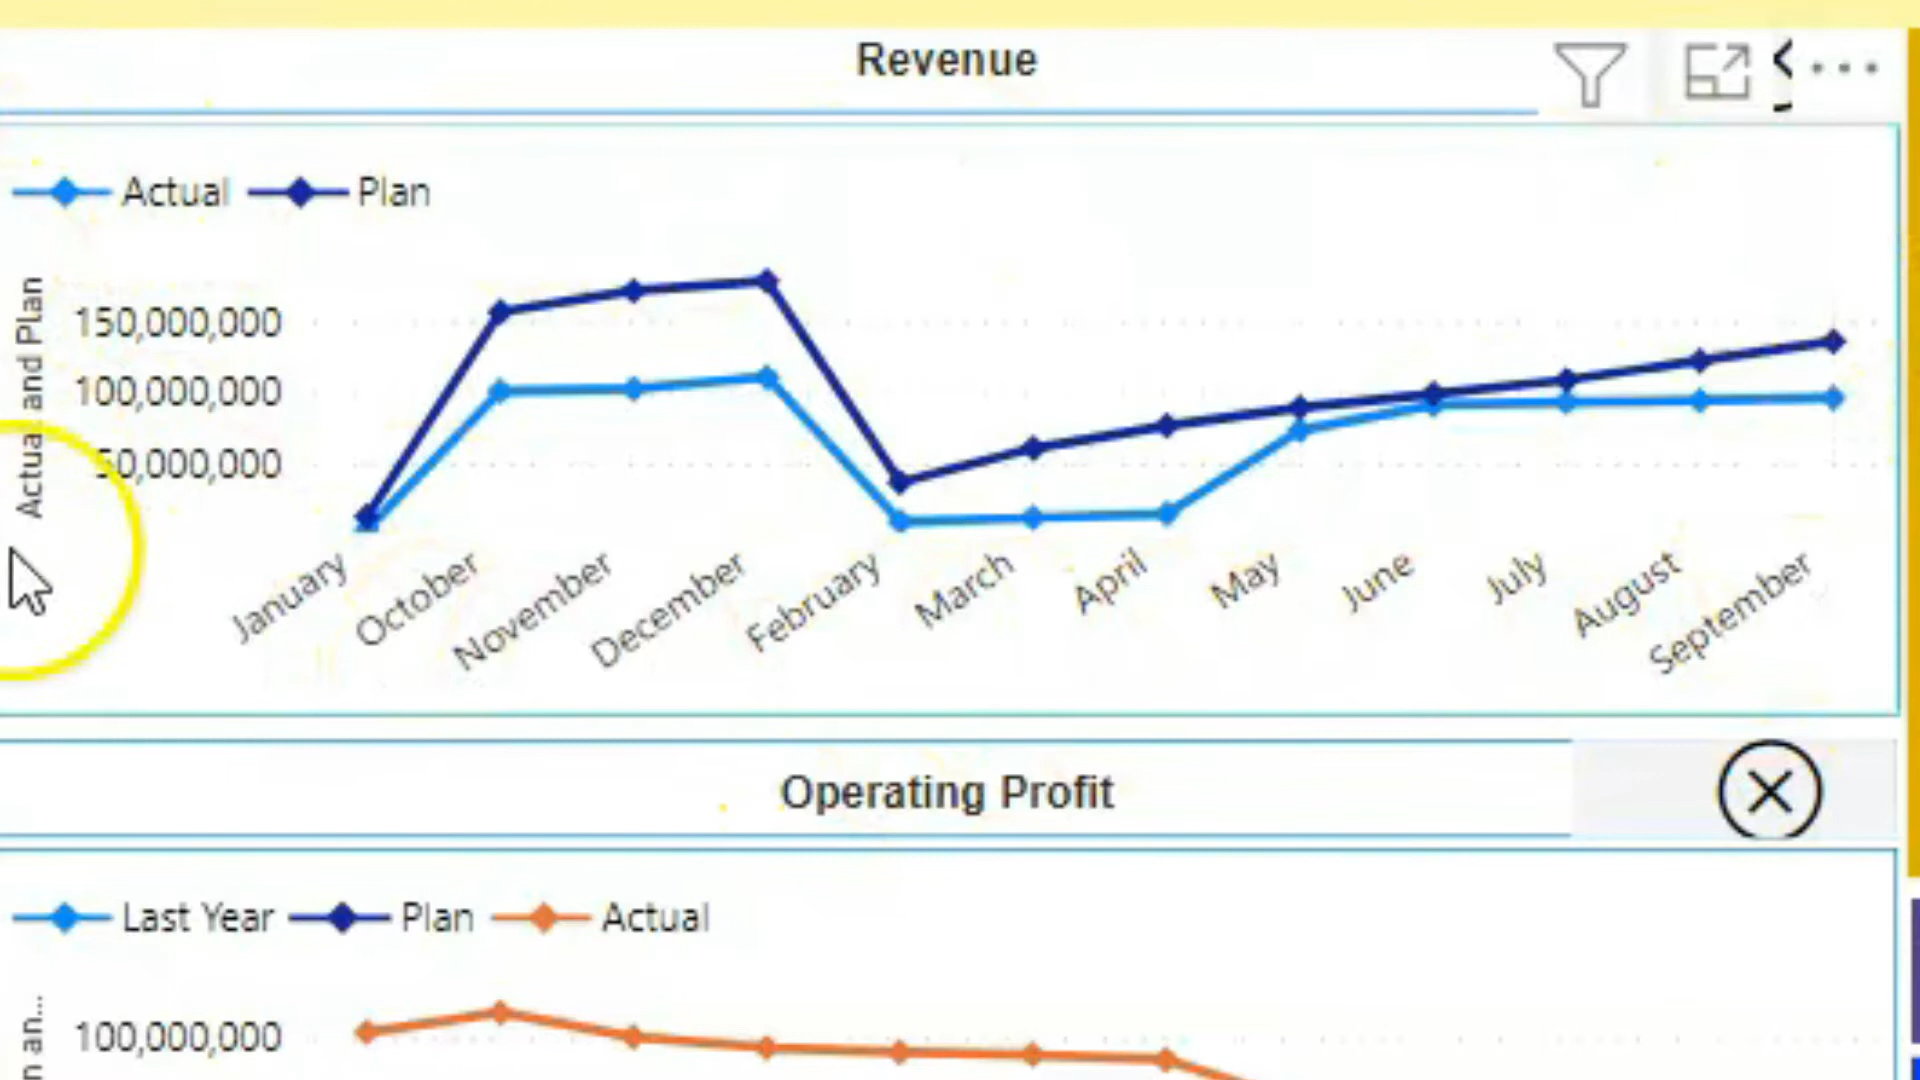 Revenue
Actual Plan
Actual and Plan
150,000,000
100,000,000
50,000,000
January October November December February March April May June July August September
Operating Profit
Last Year Plan Actual
100,000,000
an...